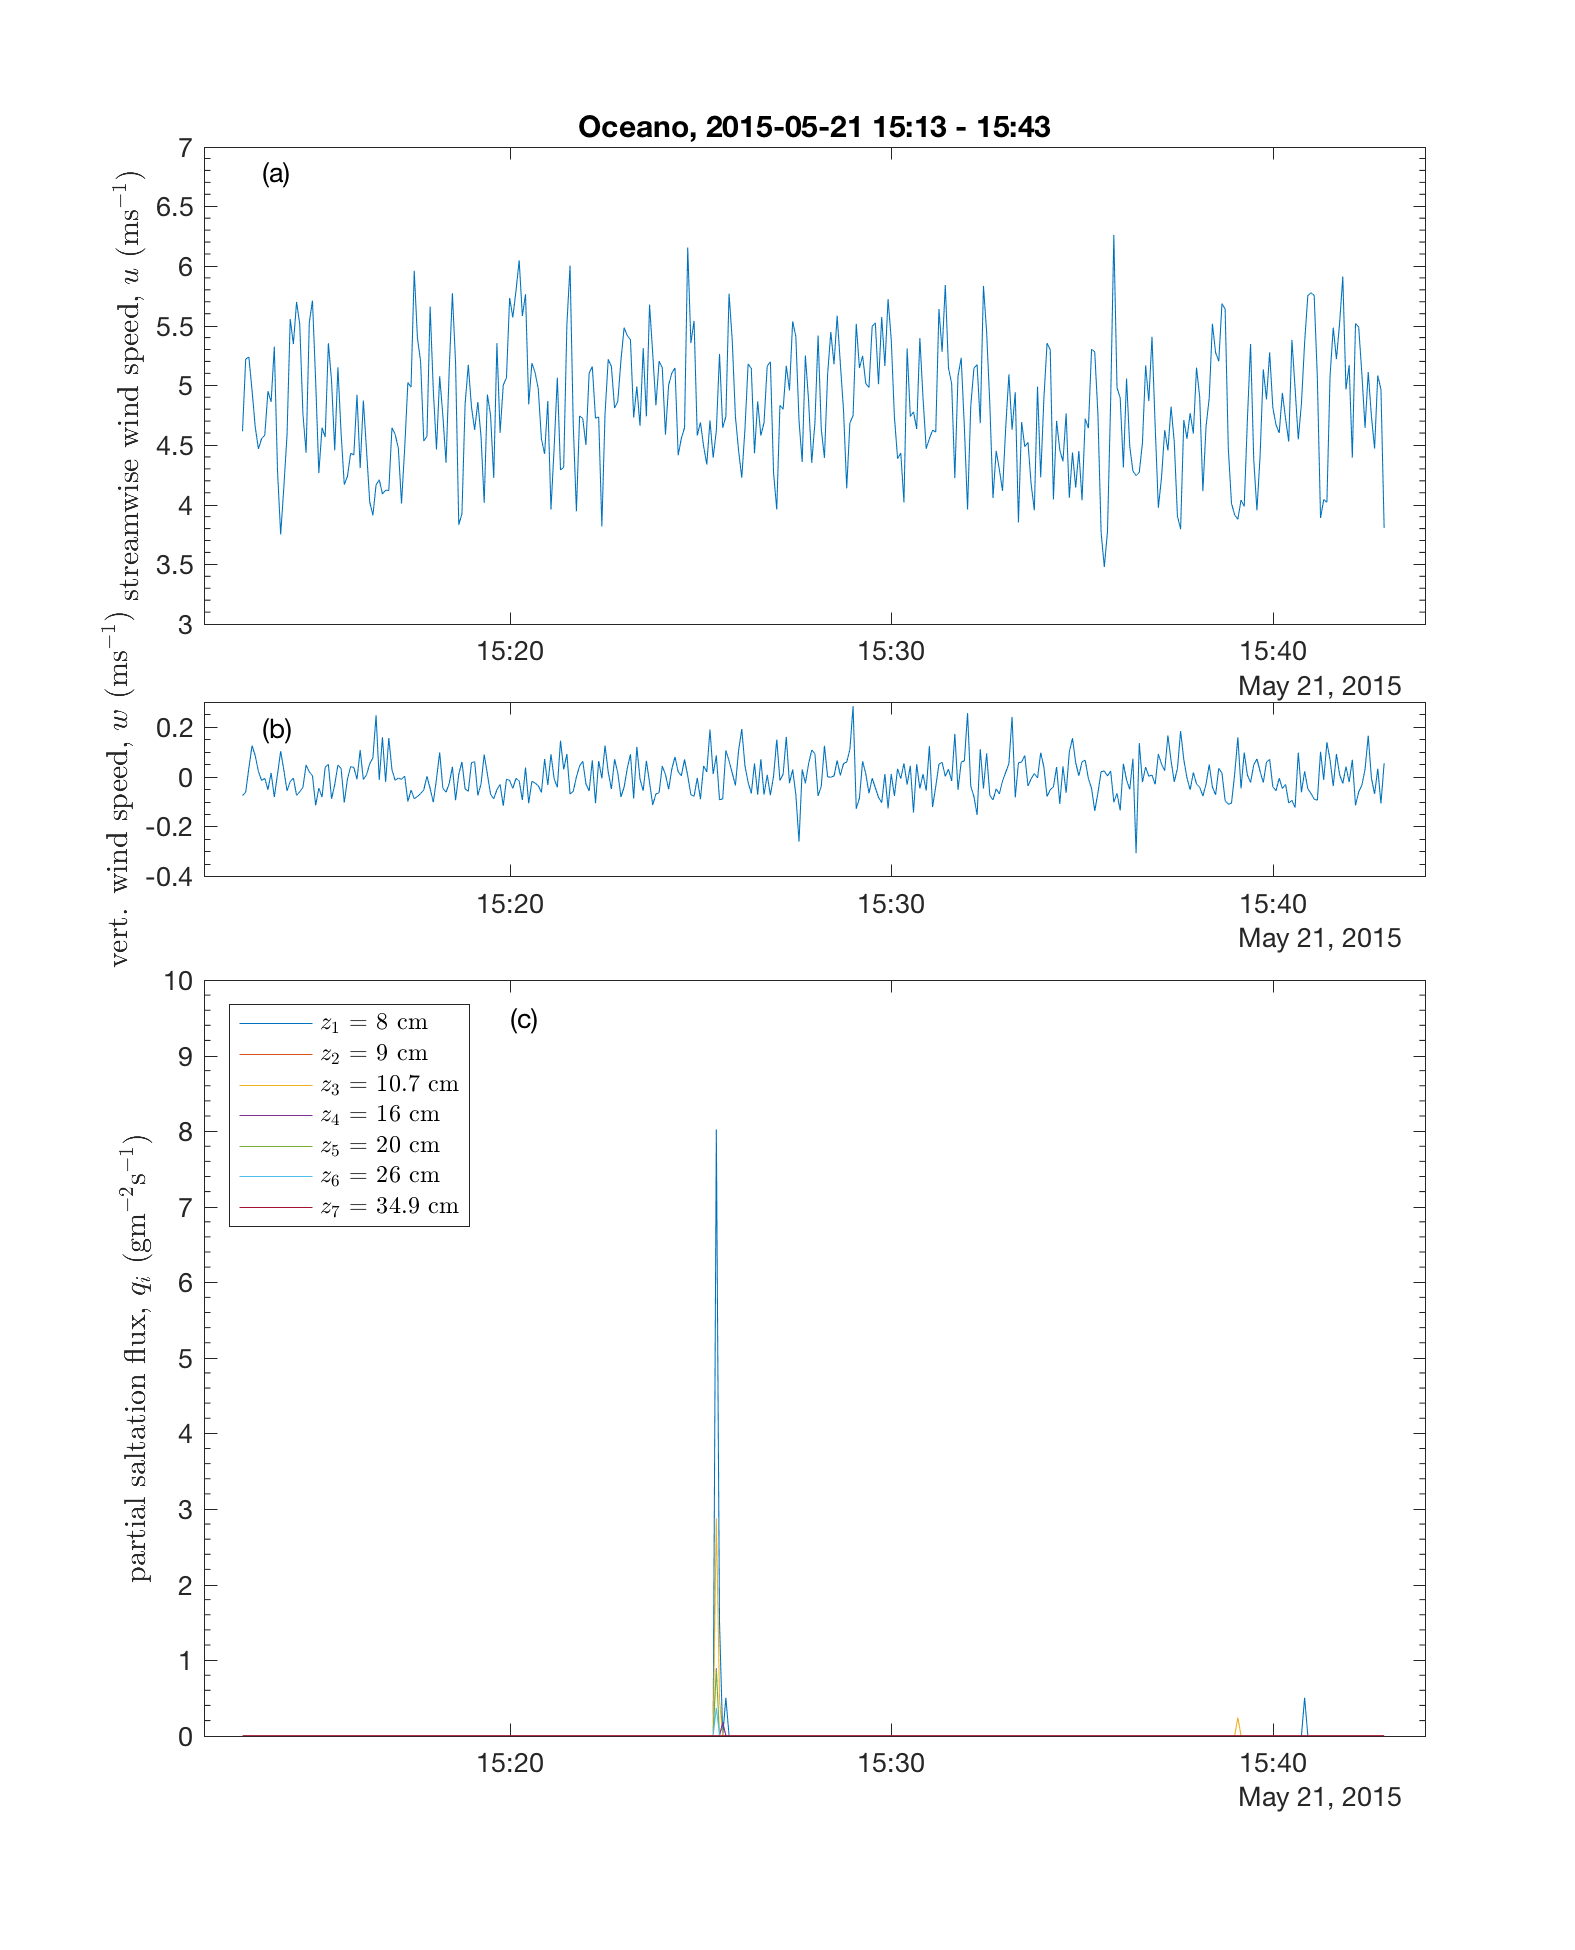 Oceano, 2015-05-21 15:13 - 15:43
(a)
streamwise wind speed, u (ms⁻¹)
7
6.5
6
5.5
5
4.5
4
3.5
3
15:20 15:30 15:40
May 21, 2015
(b)
vert. wind speed, w (ms⁻¹)
0.2
0
-0.2
-0.4
15:20 15:30 15:40
May 21, 2015
(c)
partial saltation flux, qᵢ (gm⁻²s⁻¹)
10
9
8
7
6
5
4
3
2
1
0
z₁ = 8 cm
z₂ = 9 cm
z₃ = 10.7 cm
z₄ = 16 cm
z₅ = 20 cm
z₆ = 26 cm
z₇ = 34.9 cm
15:20 15:30 15:40
May 21, 2015